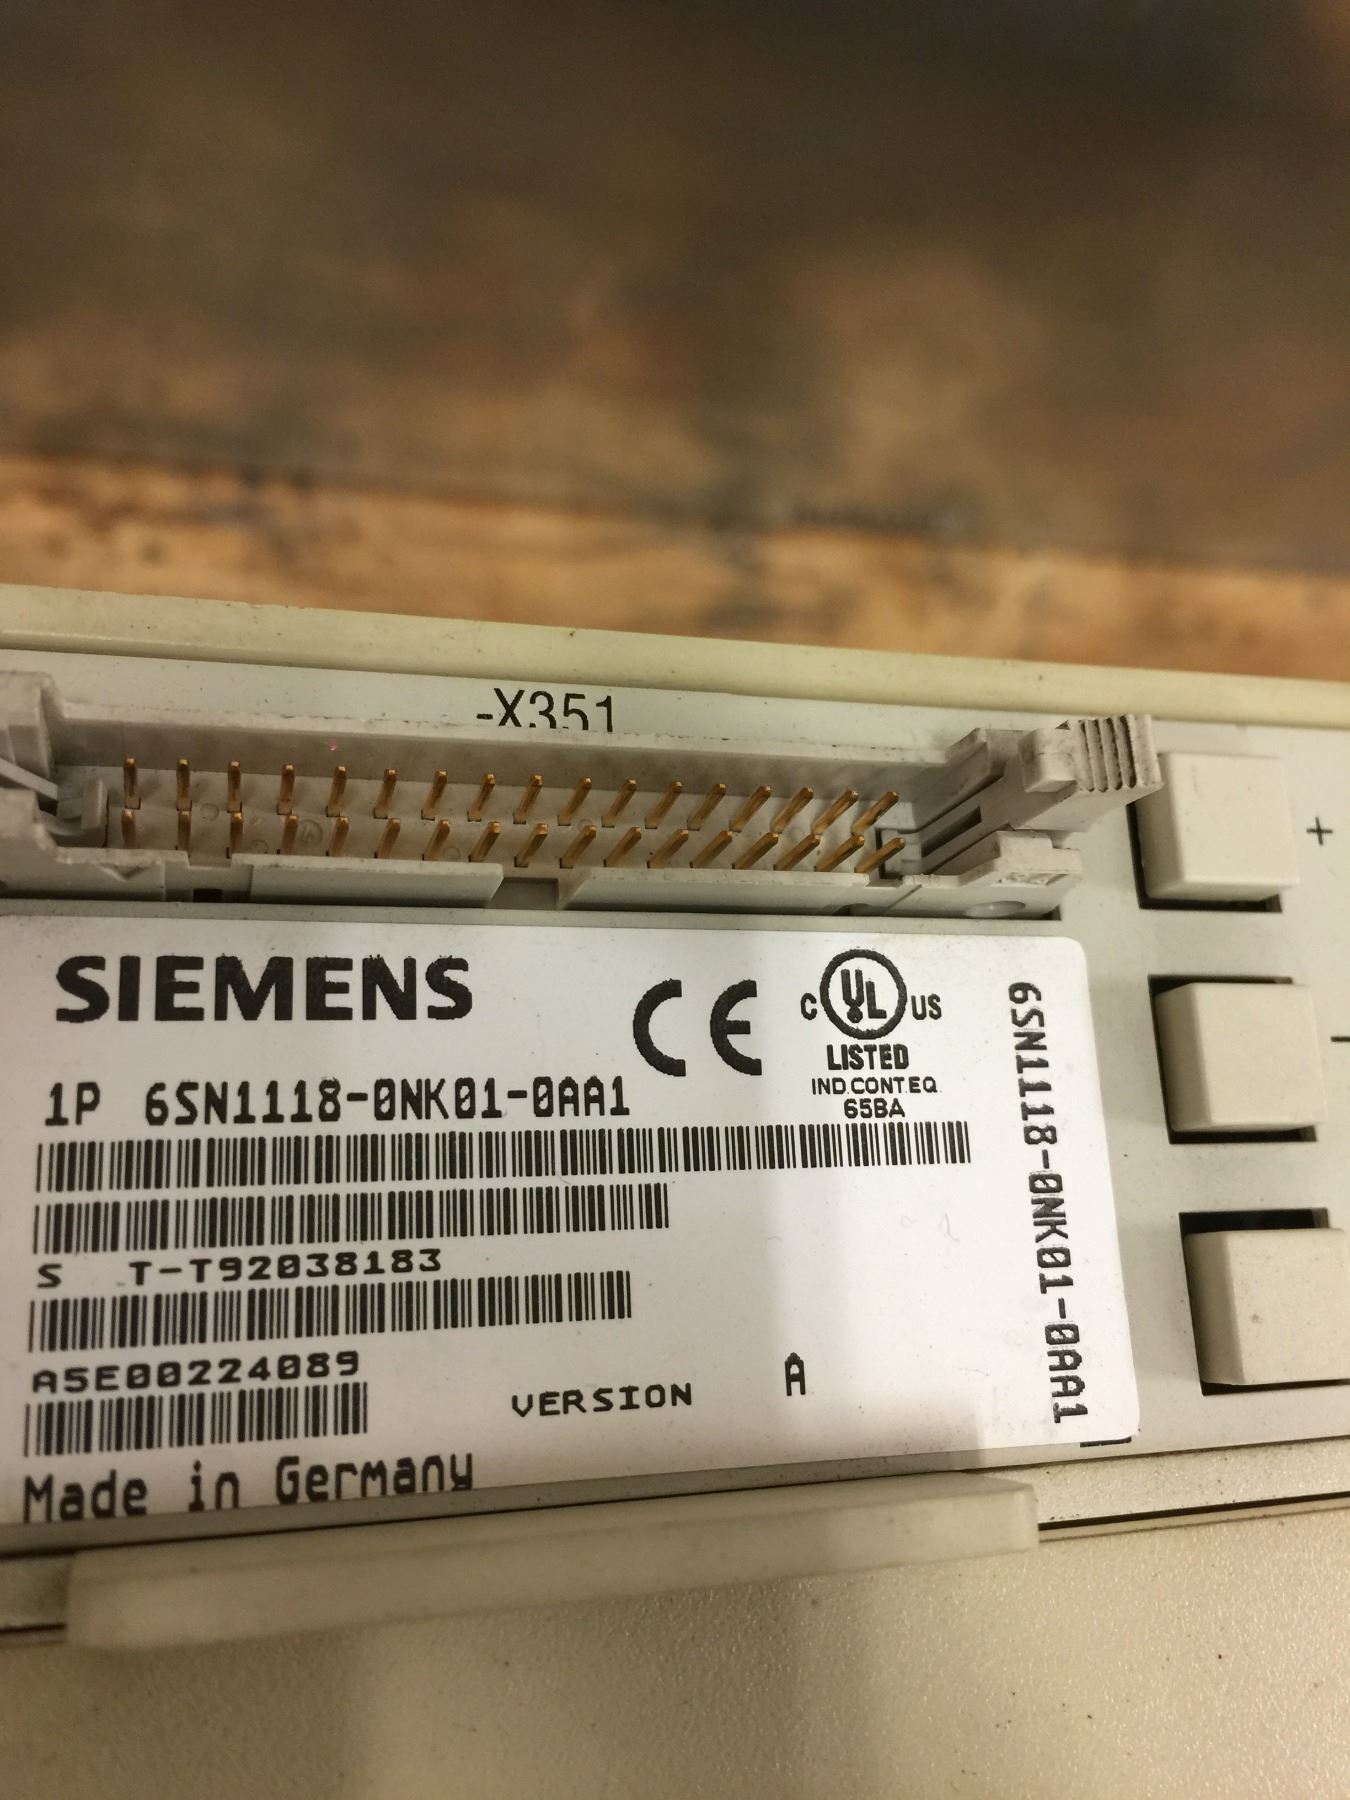 -X351
+
-
SIEMENS
CE
C UL US
LISTED
IND.CONT.EQ.
65BA
1P 6SN1118-0NK01-0AA1
S T-T92038183
A5E00224089
VERSION A
Made in Germany
6SN1118-0NK01-0AA1